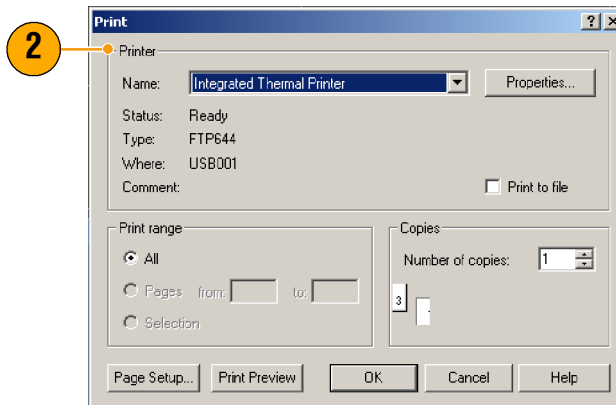 Print
2
Printer
Name: Integrated Thermal Printer Properties...
Status: Ready
Type: FTP644
Where: USB001
Comment: Print to file
Print range
All
Pages from: to:
Selection
Copies
Number of copies: 1
3
Page Setup... Print Preview OK Cancel Help